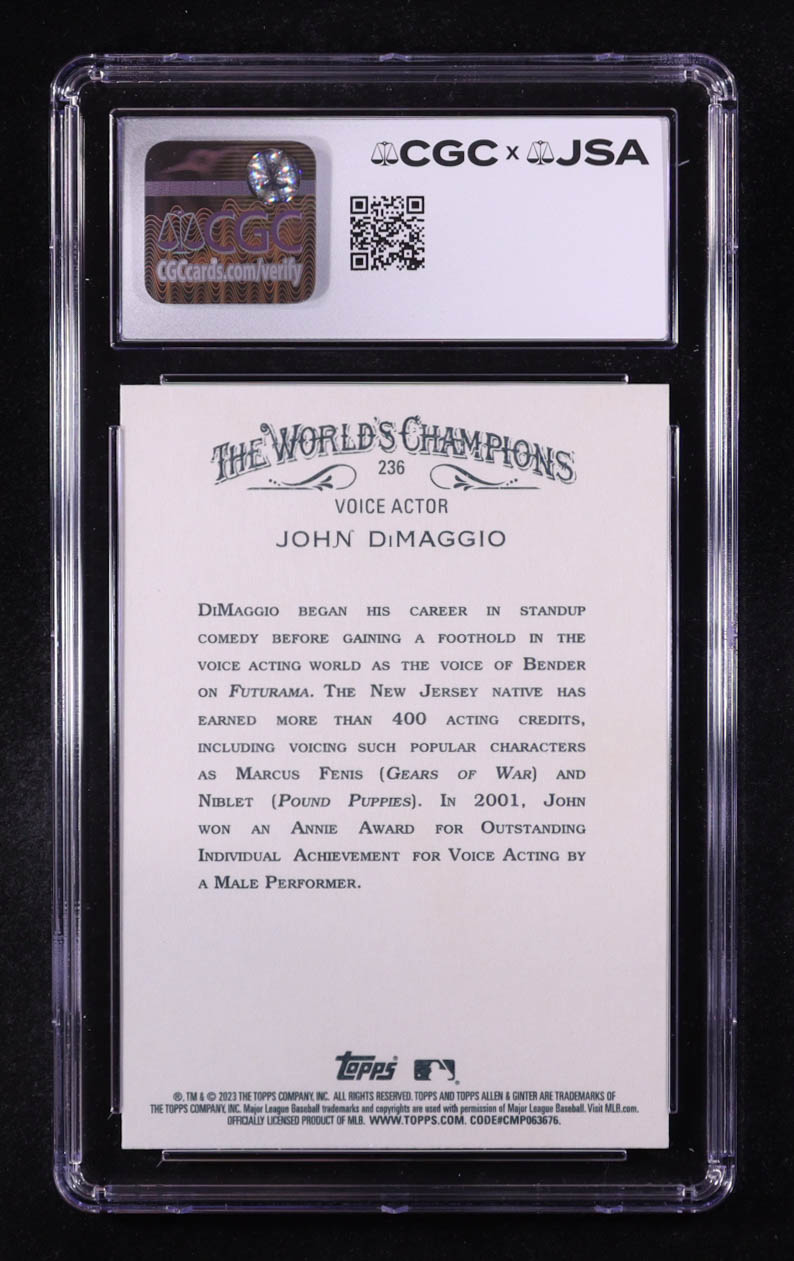 CGC x JSA
CGC
CGCcards.com/verify
THE WORLD'S CHAMPIONS
236
VOICE ACTOR
JOHN DiMAGGIO
DiMaggio began his career in standup
comedy before gaining a foothold in the
voice acting world as the voice of Bender
on Futurama. The New Jersey native has
earned more than 400 acting credits,
including voicing such popular characters
as Marcus Fenis (Gears of War) and
Niblet (Pound Puppies). In 2001, John
won an Annie Award for Outstanding
Individual Achievement for Voice Acting by
a Male Performer.
Topps
®, TM & © 2023 THE TOPPS COMPANY, INC. ALL RIGHTS RESERVED. TOPPS AND TOPPS ALLEN & GINTER ARE TRADEMARKS OF
THE TOPPS COMPANY, INC. Major League Baseball trademarks and copyrights are used with permission of Major League Baseball. Visit MLB.com.
OFFICIALLY LICENSED PRODUCT OF MLB. WWW.TOPPS.COM. CODE#CMP063676.